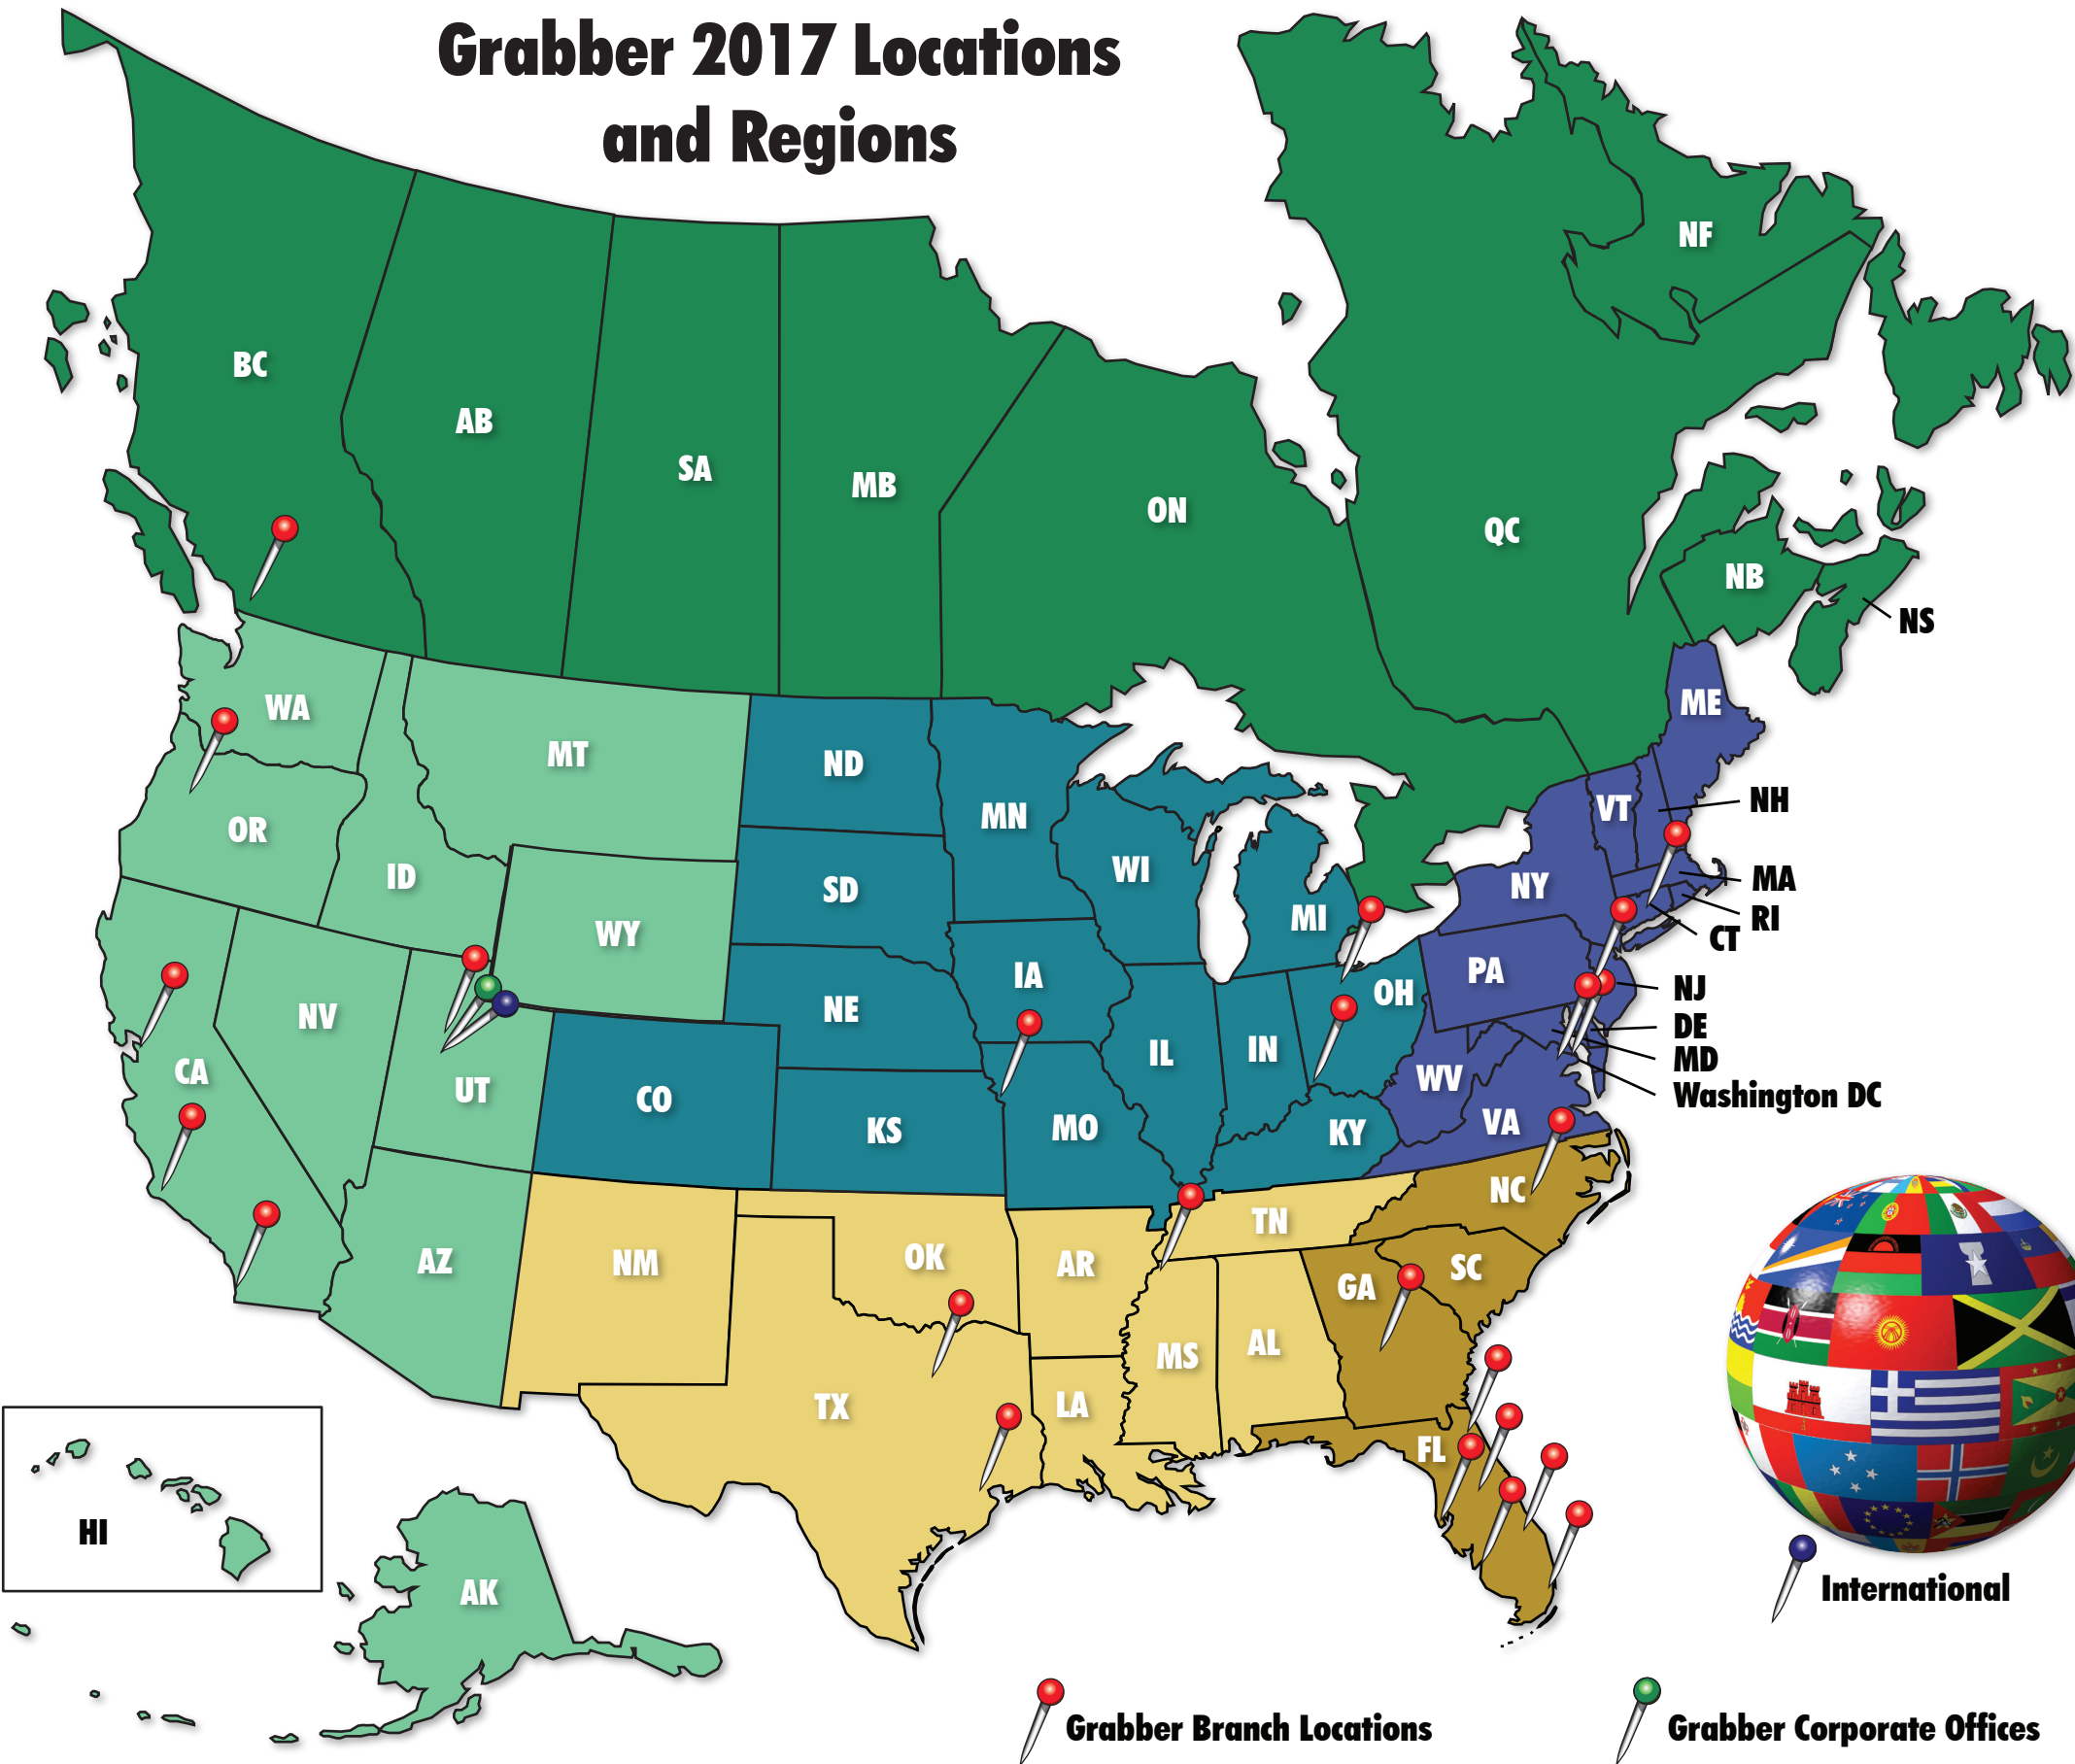 Grabber 2017 Locations
and Regions
NF
BC
AB
SA
MB
ON
QC
NB
NS
WA
MT
ND
MN
ME
VT
NH
OR
ID
SD
WI
MI
NY
MA
RI
CT
WY
IA
OH
PA
NJ
NV
NE
DE
MD
CA
UT
CO
IL
IN
WV
Washington DC
KS
MO
KY
VA
NC
TN
AZ
NM
OK
AR
GA
SC
MS
AL
TX
LA
FL
HI
AK
International
Grabber Branch Locations
Grabber Corporate Offices